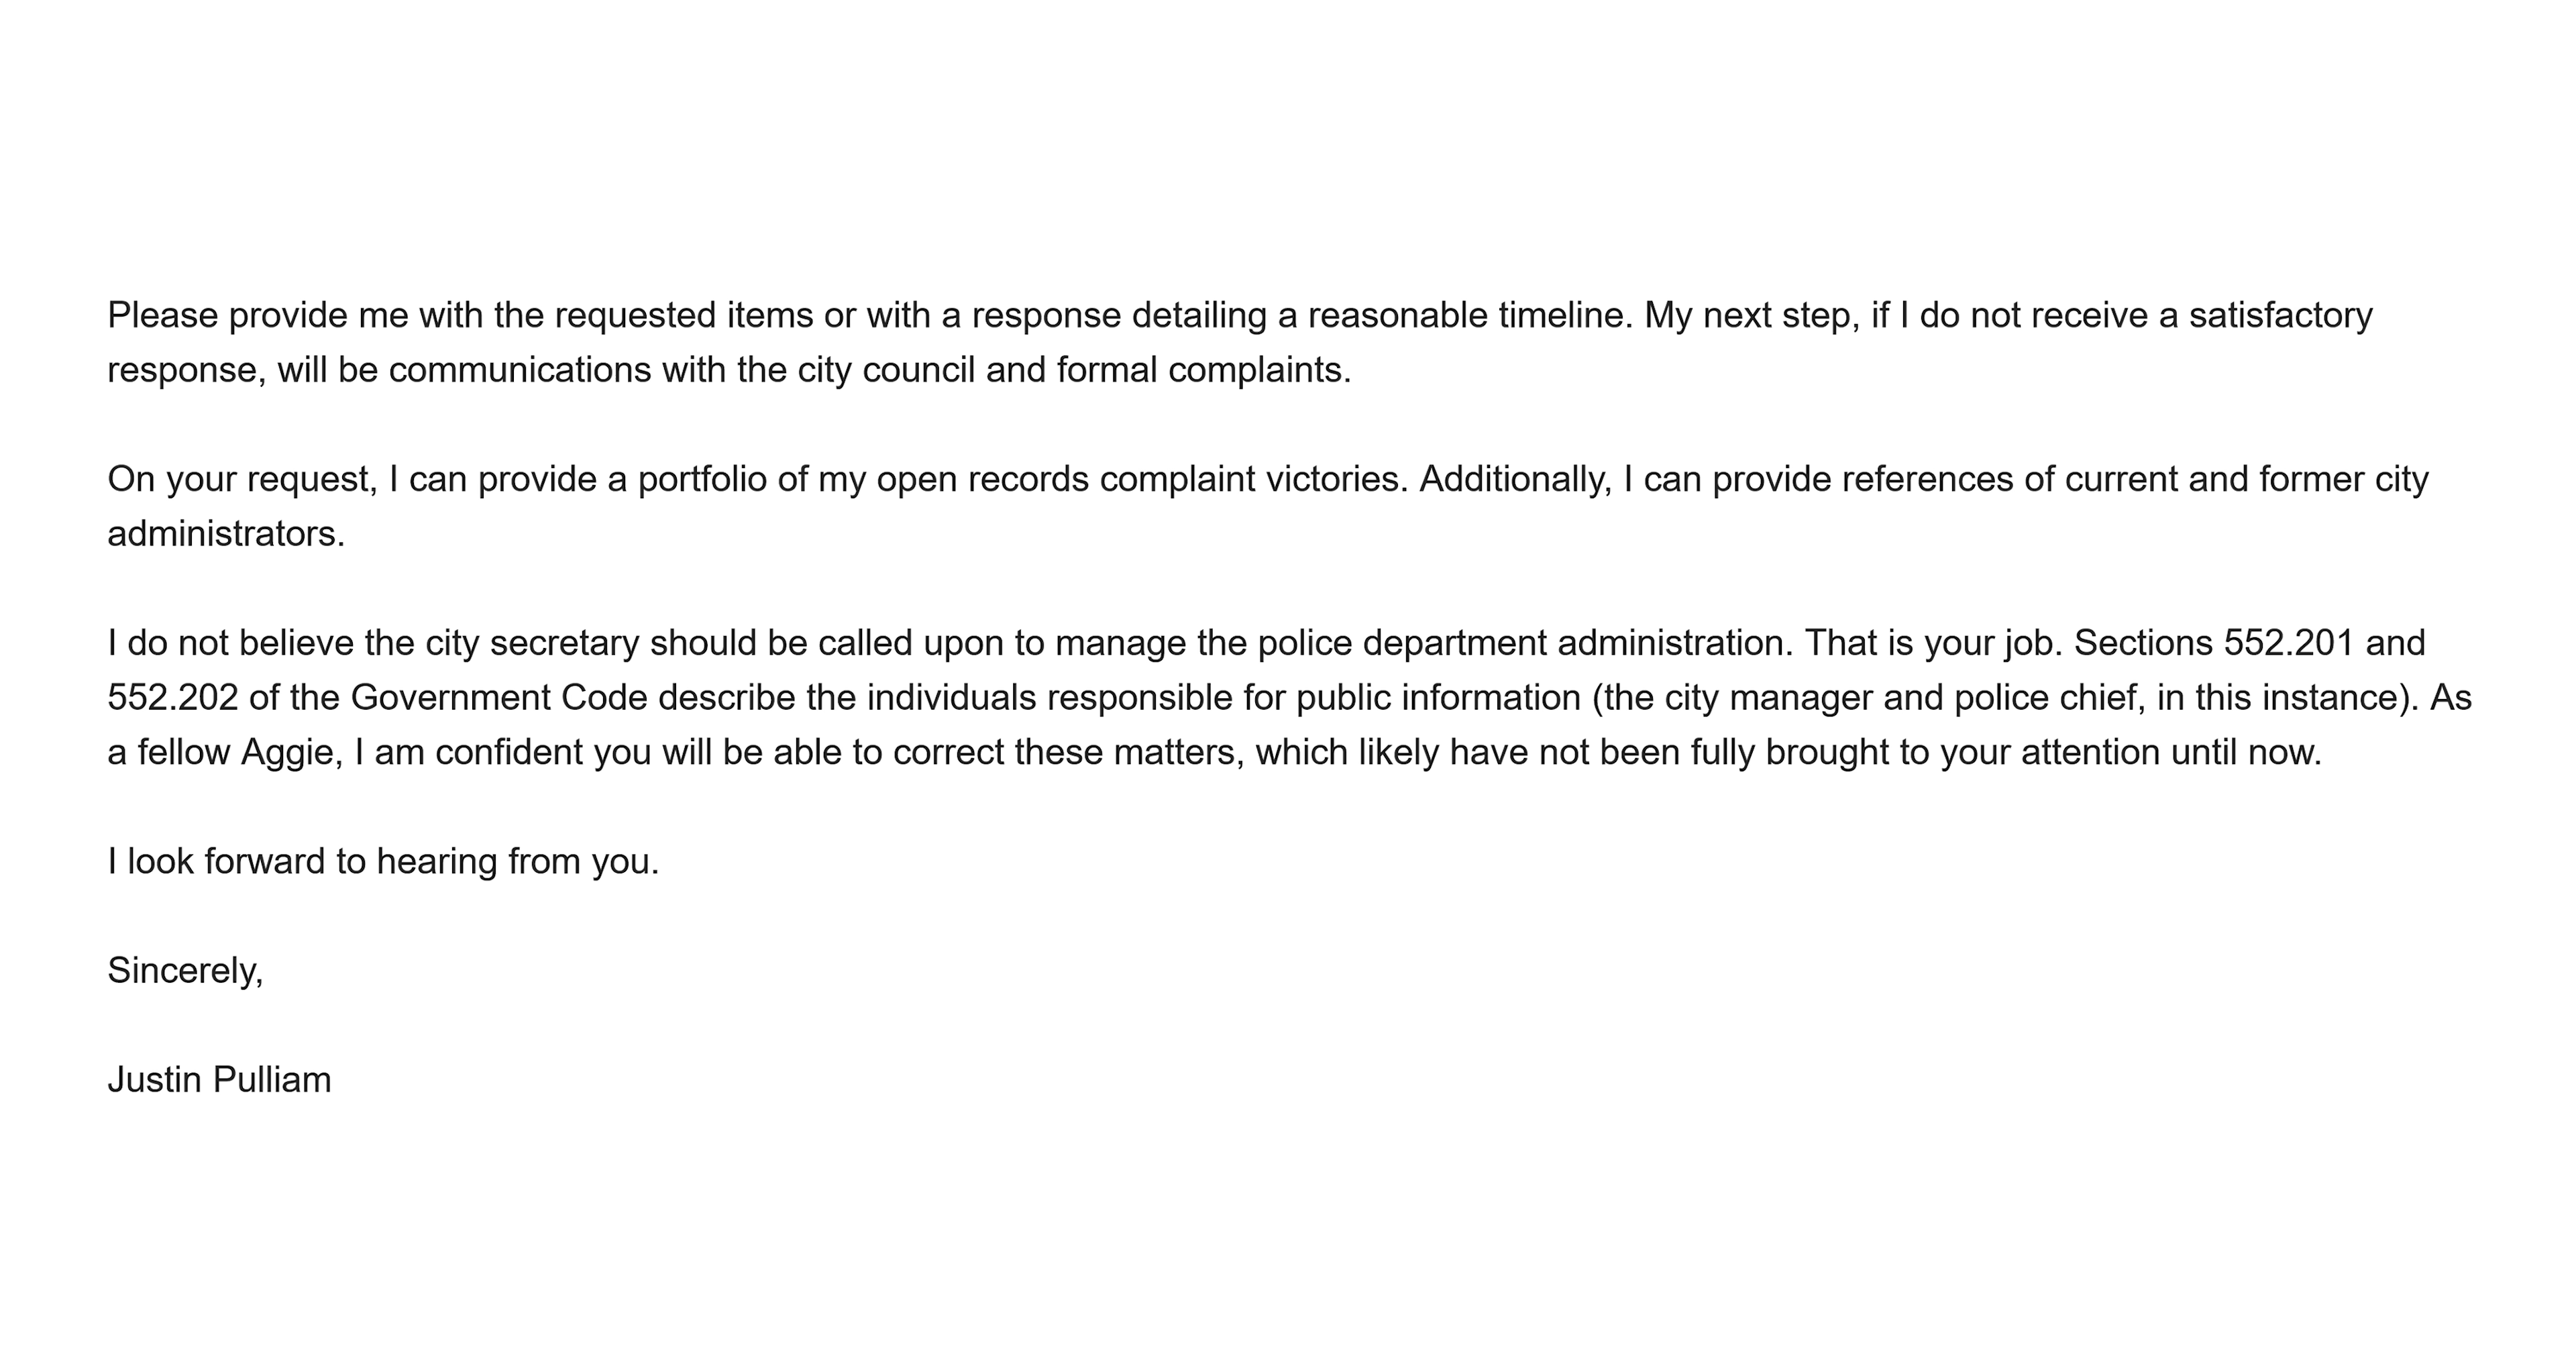 Please provide me with the requested items or with a response detailing a reasonable timeline. My next step, if I do not receive a satisfactory
response, will be communications with the city council and formal complaints.
On your request, I can provide a portfolio of my open records complaint victories. Additionally, I can provide references of current and former city
administrators.
I do not believe the city secretary should be called upon to manage the police department administration. That is your job. Sections 552.201 and
552.202 of the Government Code describe the individuals responsible for public information (the city manager and police chief, in this instance). As
a fellow Aggie, I am confident you will be able to correct these matters, which likely have not been fully brought to your attention until now.
I look forward to hearing from you.
Sincerely,
Justin Pulliam